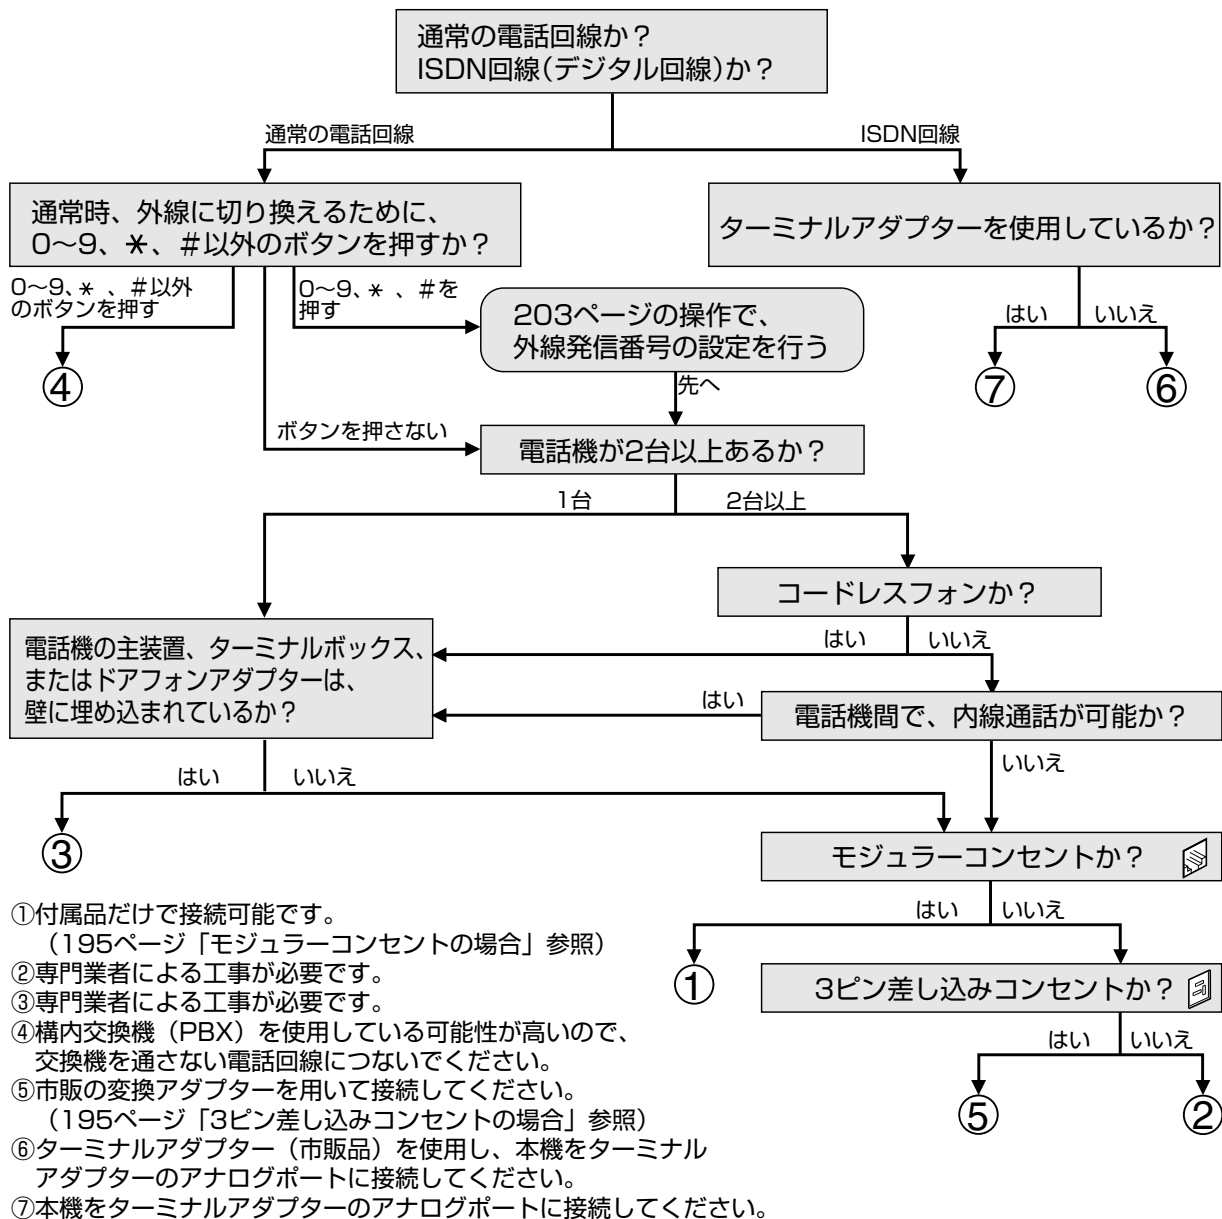 通常の電話回線か？
ISDN回線（デジタル回線）か？
通常の電話回線
ISDN回線
通常時、外線に切り換えるために、
0〜9、＊、＃以外のボタンを押すか？
ターミナルアダプターを使用しているか？
0〜9、＊、＃以外
のボタンを押す
0〜9、＊、＃を
押す
203ページの操作で、
外線発信番号の設定を行う
はい
いいえ
④
⑦
⑥
先へ
ボタンを押さない
電話機が2台以上あるか？
1台
2台以上
コードレスフォンか？
電話機の主装置、ターミナルボックス、
またはドアフォンアダプターは、
壁に埋め込まれているか？
はい
いいえ
はい
電話機間で、内線通話が可能か？
はい
いいえ
いいえ
③
モジュラーコンセントか？
はい
いいえ
①
3ピン差し込みコンセントか？
はい
いいえ
⑤
②
①付属品だけで接続可能です。
（195ページ「モジュラーコンセントの場合」参照）
②専門業者による工事が必要です。
③専門業者による工事が必要です。
④構内交換機（PBX）を使用している可能性が高いので、
交換機を通さない電話回線につないでください。
⑤市販の変換アダプターを用いて接続してください。
（195ページ「3ピン差し込みコンセントの場合」参照）
⑥ターミナルアダプター（市販品）を使用し、本機をターミナル
アダプターのアナログポートに接続してください。
⑦本機をターミナルアダプターのアナログポートに接続してください。